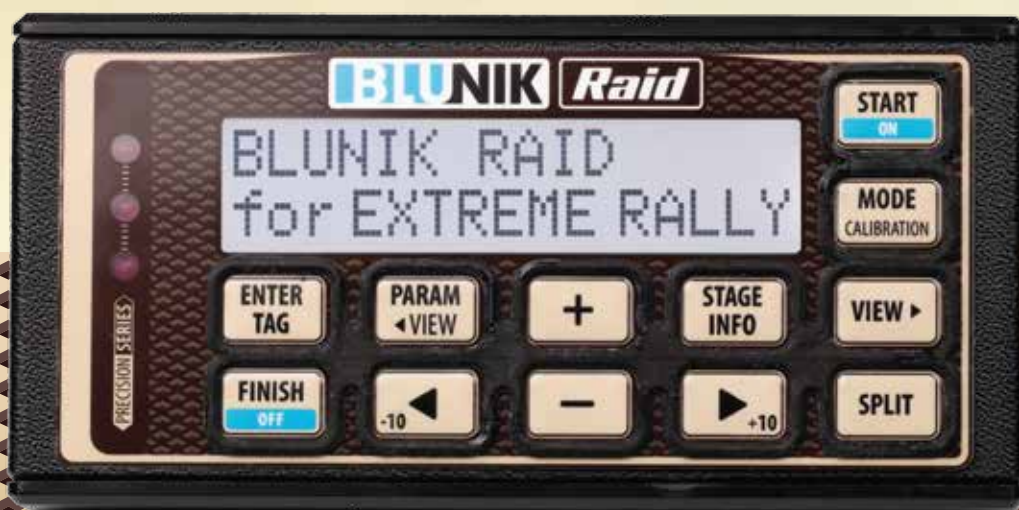 BLUNIK Raid
START
ON
BLUNIK RAID
for EXTREME RALLY
MODE
CALIBRATION
ENTER
TAG
PARAM
◀VIEW
+
STAGE
INFO
VIEW ▶
FINISH
OFF
-10 ◀
−
▶ +10
SPLIT
PRECISION SERIES